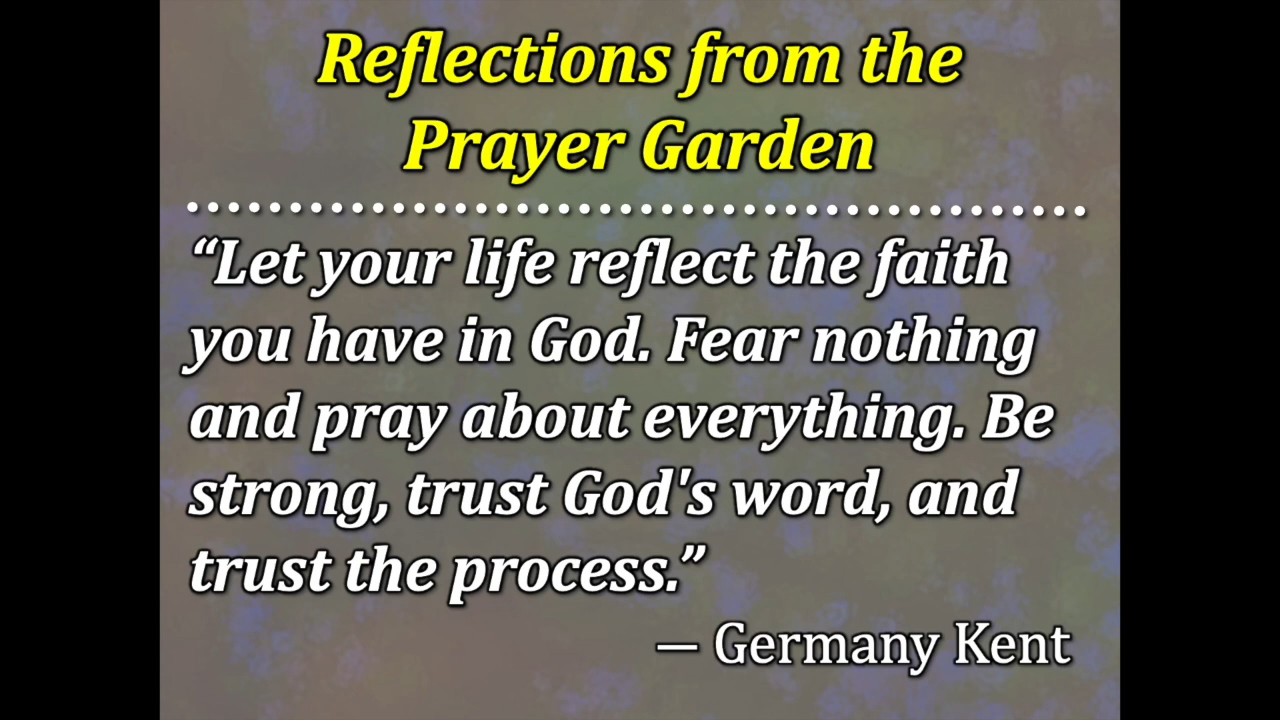 Reflections from the
Prayer Garden
“Let your life reflect the faith
you have in God. Fear nothing
and pray about everything. Be
strong, trust God's word, and
trust the process.”
— Germany Kent